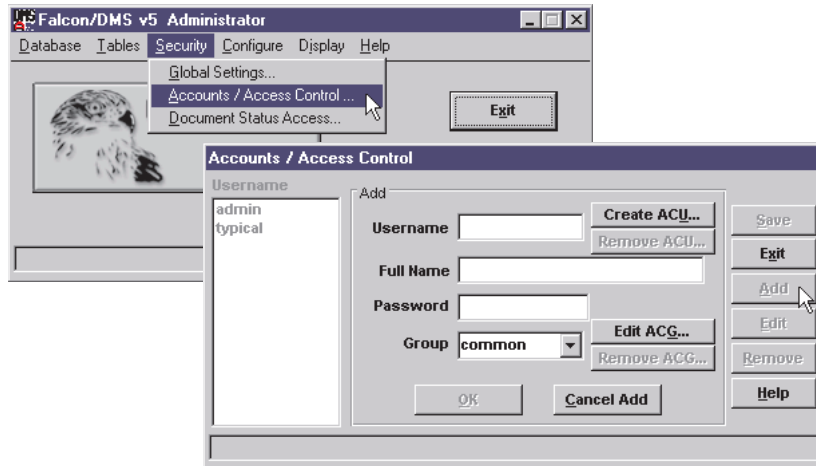 Falcon/DMS v5 Administrator
Database Tables Security Configure Display Help
Global Settings...
Accounts / Access Control ...
Document Status Access...
Exit
Accounts / Access Control
Username
admin
typical
Add
Username
Create ACU...
Remove ACU...
Full Name
Password
Group common
Edit ACG...
Remove ACG...
OK Cancel Add
Save
Exit
Add
Edit
Remove
Help